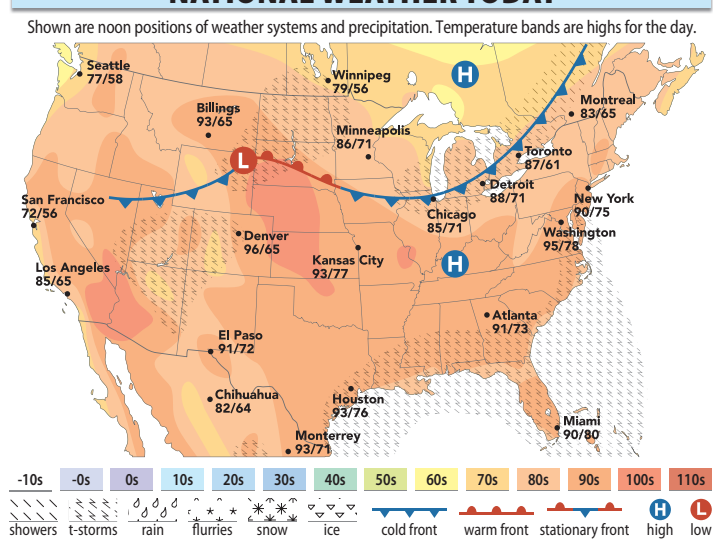 NATIONAL WEATHER TODAY
Shown are noon positions of weather systems and precipitation. Temperature bands are highs for the day.
Seattle
77/58
Winnipeg
79/56
H
Billings
93/65
Montreal
83/65
Minneapolis
86/71
Toronto
87/61
L
Detroit
88/71
San Francisco
72/56
New York
90/75
Chicago
85/71
Washington
95/78
Denver
96/65
Kansas City
93/77
H
Los Angeles
85/65
Atlanta
91/73
El Paso
91/72
Chihuahua
82/64
Houston
93/76
Miami
90/80
Monterrey
93/71
-10s -0s 0s 10s 20s 30s 40s 50s 60s 70s 80s 90s 100s 110s
H L
showers t-storms rain flurries snow ice cold front warm front stationary front high low